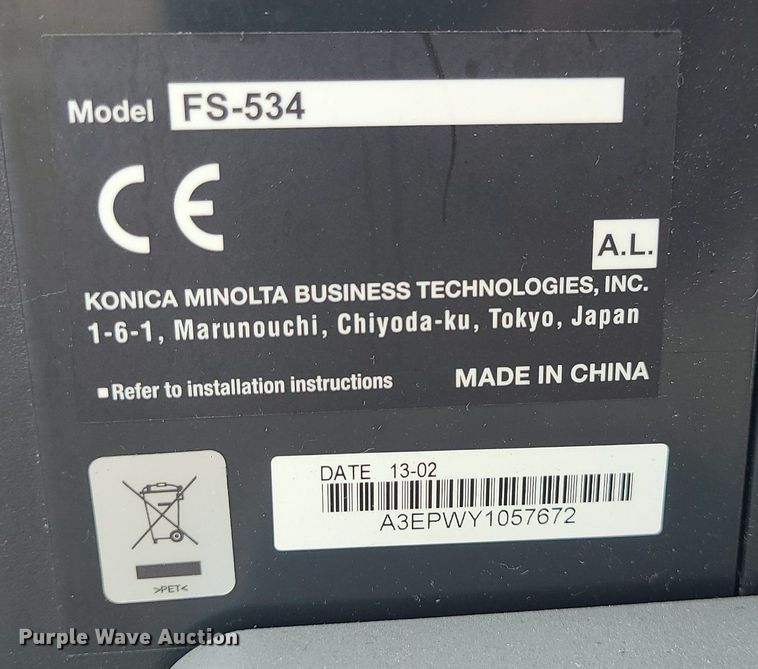 Model FS-534
CE
A.L.
KONICA MINOLTA BUSINESS TECHNOLOGIES, INC.
1-6-1, Marunouchi, Chiyoda-ku, Tokyo, Japan
▪Refer to installation instructions MADE IN CHINA
DATE 13-02
A3EPWY1057672
>PET<
Purple Wave Auction